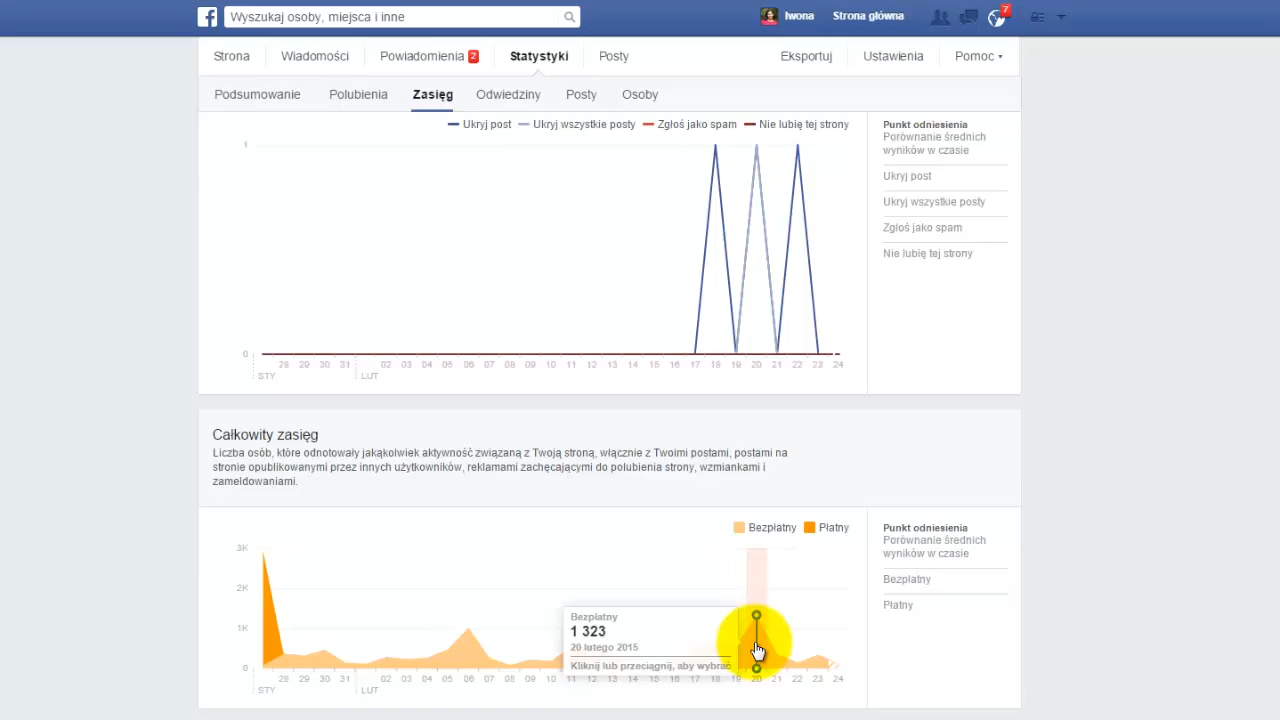 f
Wyszukaj osoby, miejsca i inne
Iwona
Strona główna
7
Strona
Wiadomości
Powiadomienia 2
Statystyki
Posty
Eksportuj
Ustawienia
Pomoc
Podsumowanie
Polubienia
Zasięg
Odwiedziny
Posty
Osoby
Ukryj post
Ukryj wszystkie posty
Zgłoś jako spam
Nie lubię tej strony
1
0
28 29 30 31 02 03 04 05 06 07 08 09 10 11 12 13 14 15 16 17 18 19 20 21 22 23 24
STY LUT
Punkt odniesienia
Porównanie średnich
wyników w czasie
Ukryj post
Ukryj wszystkie posty
Zgłoś jako spam
Nie lubię tej strony
Całkowity zasięg
Liczba osób, które odnotowały jakąkolwiek aktywność związaną z Twoją stroną, włącznie z Twoimi postami, postami na
stronie opublikowanymi przez innych użytkowników, reklamami zachęcającymi do polubienia strony, wzmiankami i
zameldowaniami.
Bezpłatny
Płatny
3K
2K
1K
0
Bezpłatny
1 323
20 lutego 2015
Kliknij lub przeciągnij, aby wybrać
28 29 30 31 02 03 04 05 06 07 08 09 10 11 12 13 14 15 16 17 18 19 20 21 22 23 24
STY LUT
Punkt odniesienia
Porównanie średnich
wyników w czasie
Bezpłatny
Płatny